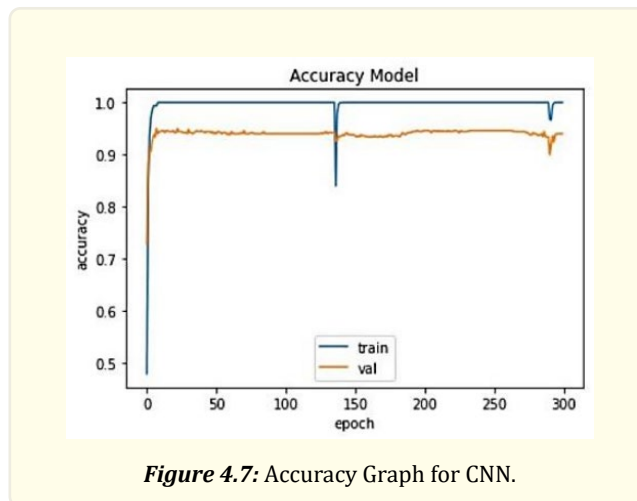 Accuracy Model
1.0
0.9
0.8
0.7
0.6
0.5
accuracy
0
50
100
150
200
250
300
epoch
train
val
Figure 4.7: Accuracy Graph for CNN.